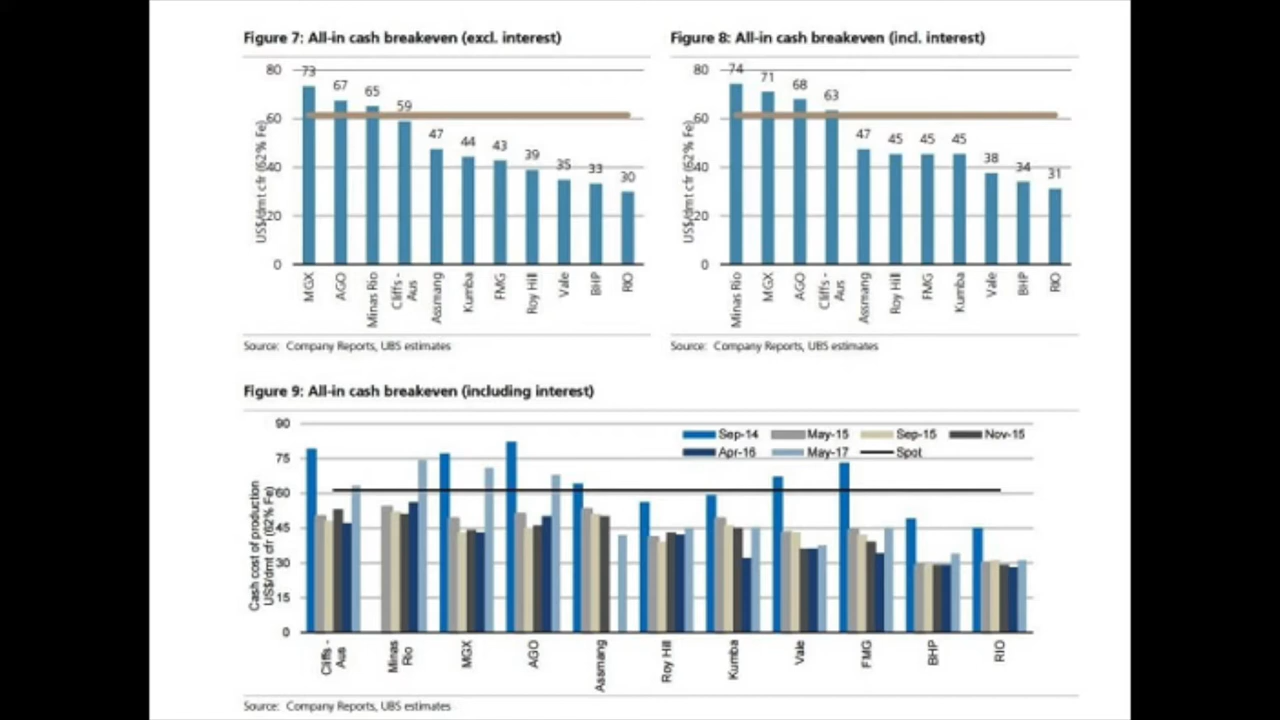 Figure 7: All-in cash breakeven (excl. interest)
US$/dmt cfr (62% Fe)
80
60
40
20
0
73
67
65
59
47
44
43
39
35
33
30
MGX
AGO
Minas Rio
Cliffs -
Aus
Assmang
Kumba
FMG
Roy Hill
Vale
BHP
RIO
Source: Company Reports, UBS estimates
Figure 8: All-in cash breakeven (incl. interest)
US$/dmt cfr (62% Fe)
80
60
40
20
0
74
71
68
63
47
45
45
45
38
34
31
Minas Rio
MGX
AGO
Cliffs -
Aus
Assmang
Roy Hill
FMG
Kumba
Vale
BHP
RIO
Source: Company Reports, UBS estimates
Figure 9: All-in cash breakeven (including interest)
Cash cost of production
US$/dmt cfr (62% Fe)
90
75
60
45
30
15
0
Sep-14 May-15 Sep-15 Nov-15
Apr-16 May-17 Spot
Cliffs -
Aus
Minas
Rio
MGX
AGO
Assmang
Roy Hill
Kumba
Vale
FMG
BHP
RIO
Source: Company Reports, UBS estimates